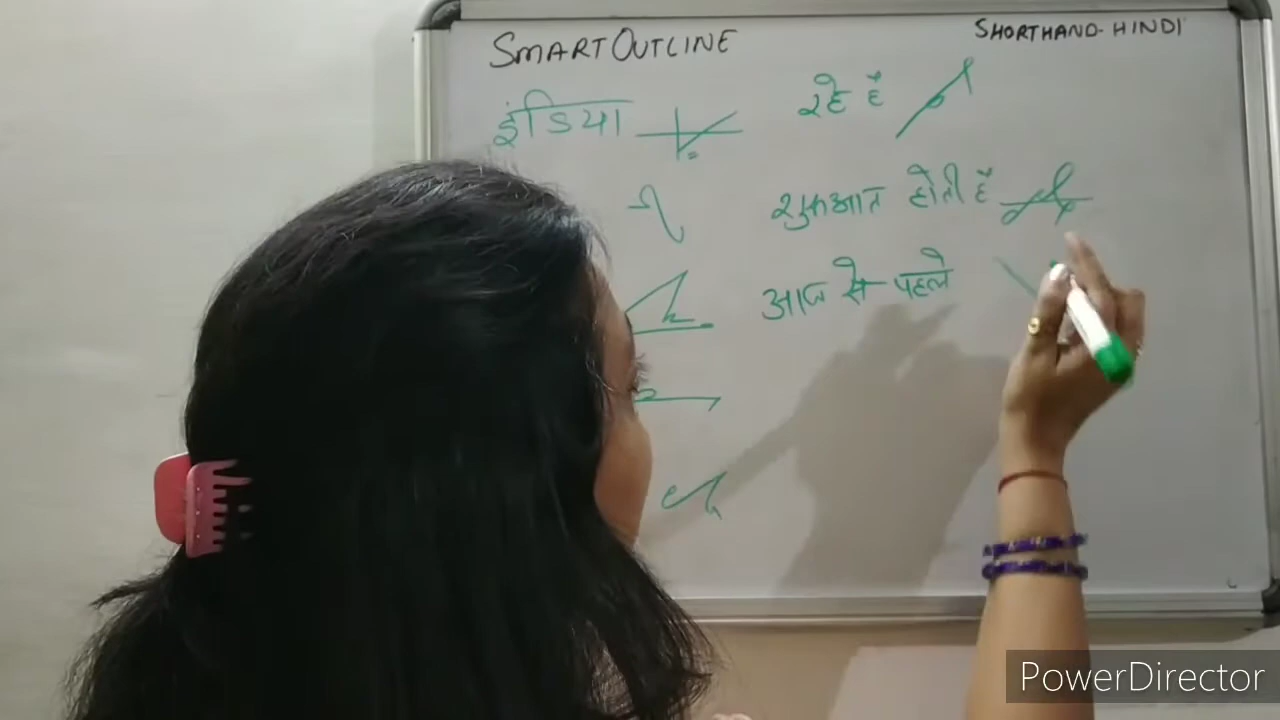 SMART OUTLINE
SHORTHAND-HINDI
इंडिया
रहे हैं
शुरूआत होती है
आज से पहले
PowerDirector